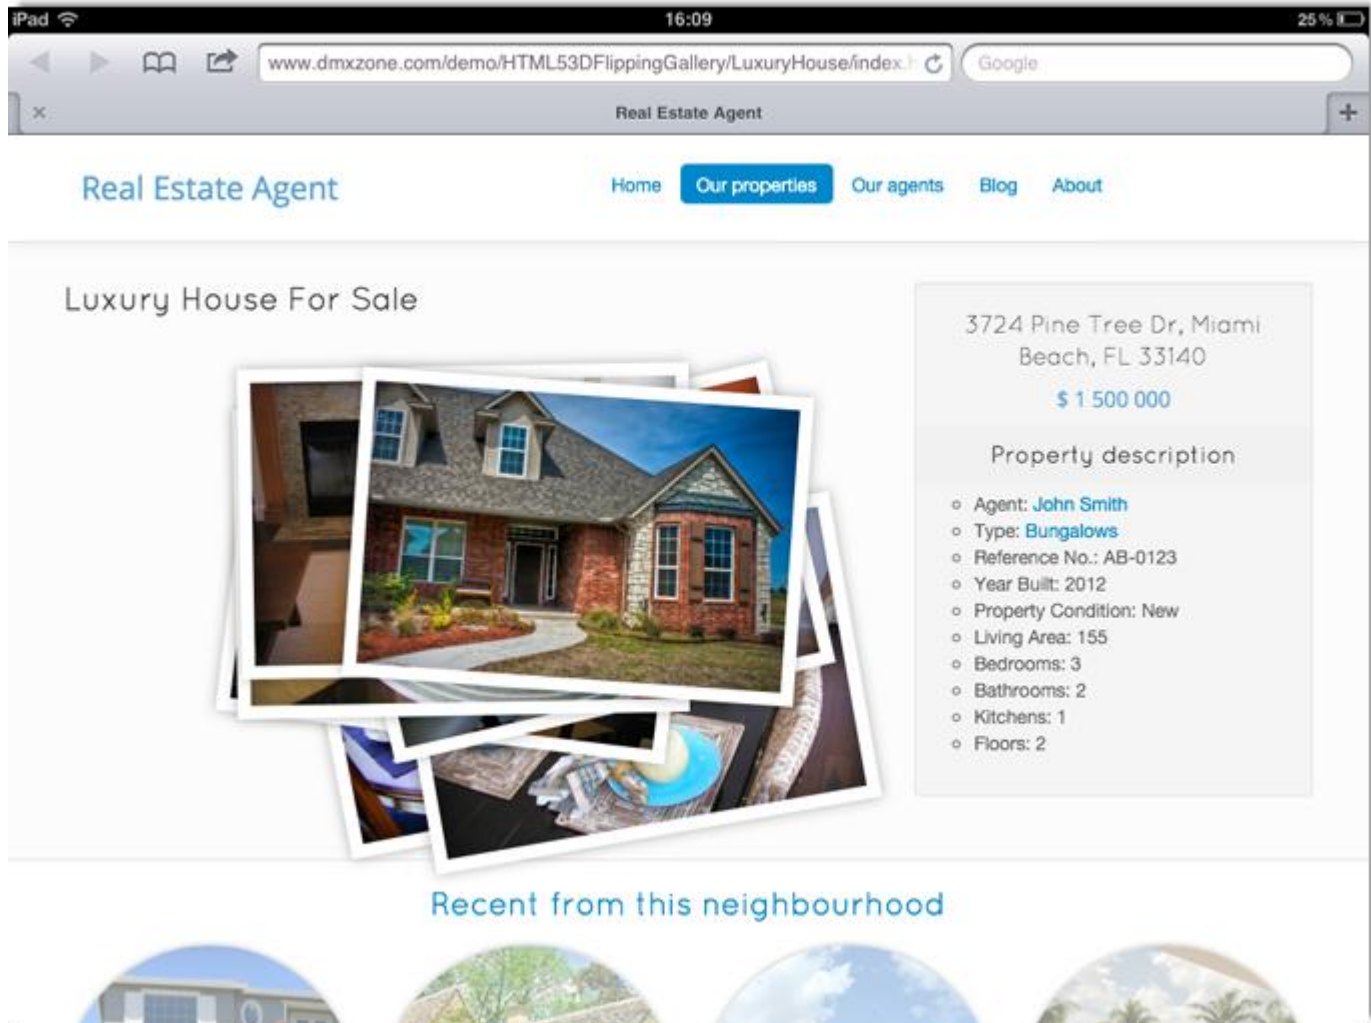 iPad 16:09 25%
www.dmxzone.com/demo/HTML53DFlippingGallery/LuxuryHouse/index. Google
Real Estate Agent
Real Estate Agent Home Our properties Our agents Blog About
Luxury House For Sale
3724 Pine Tree Dr, Miami
Beach, FL 33140
$ 1 500 000
Property description
Agent: John Smith
Type: Bungalows
Reference No.: AB-0123
Year Built: 2012
Property Condition: New
Living Area: 155
Bedrooms: 3
Bathrooms: 2
Kitchens: 1
Floors: 2
Recent from this neighbourhood